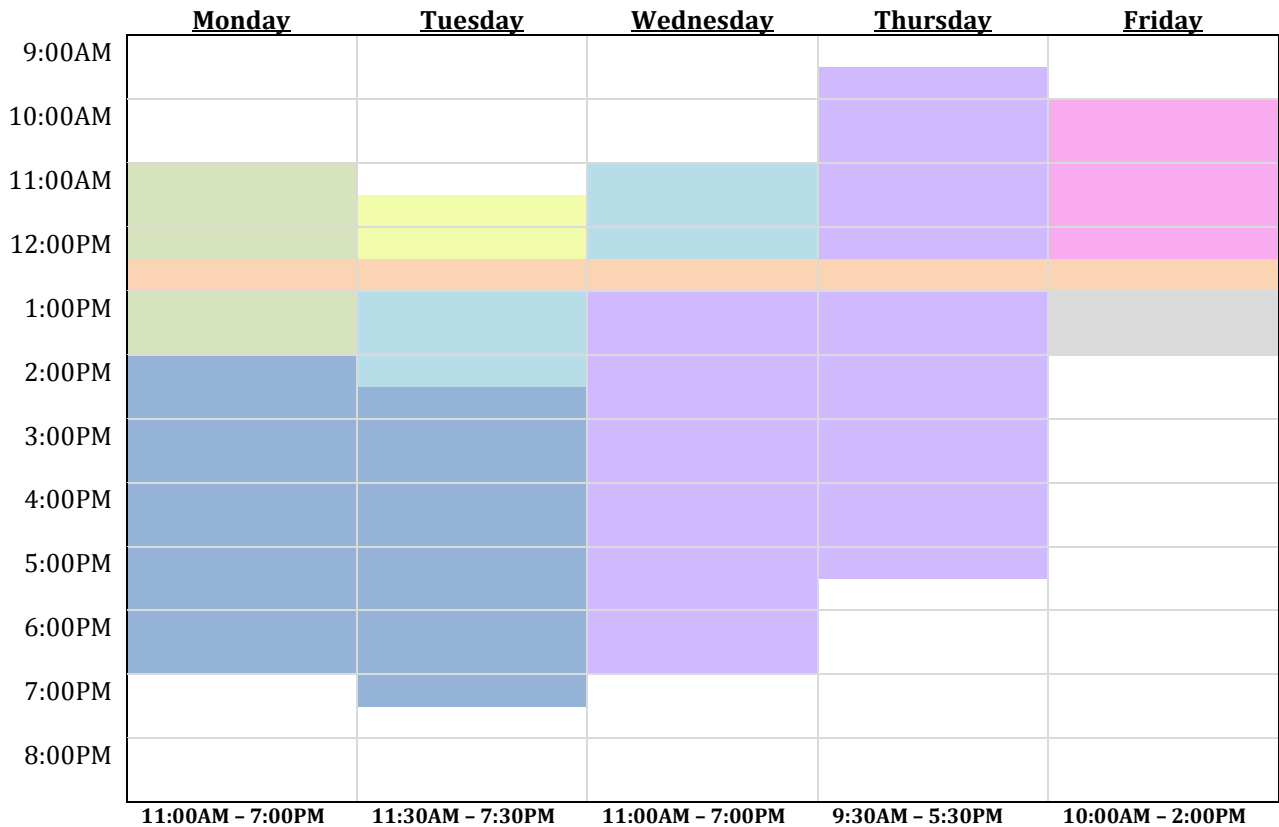 Monday Tuesday Wednesday Thursday Friday
9:00AM
10:00AM
11:00AM
12:00PM
1:00PM
2:00PM
3:00PM
4:00PM
5:00PM
6:00PM
7:00PM
8:00PM
11:00AM – 7:00PM 11:30AM – 7:30PM 11:00AM – 7:00PM 9:30AM – 5:30PM 10:00AM – 2:00PM